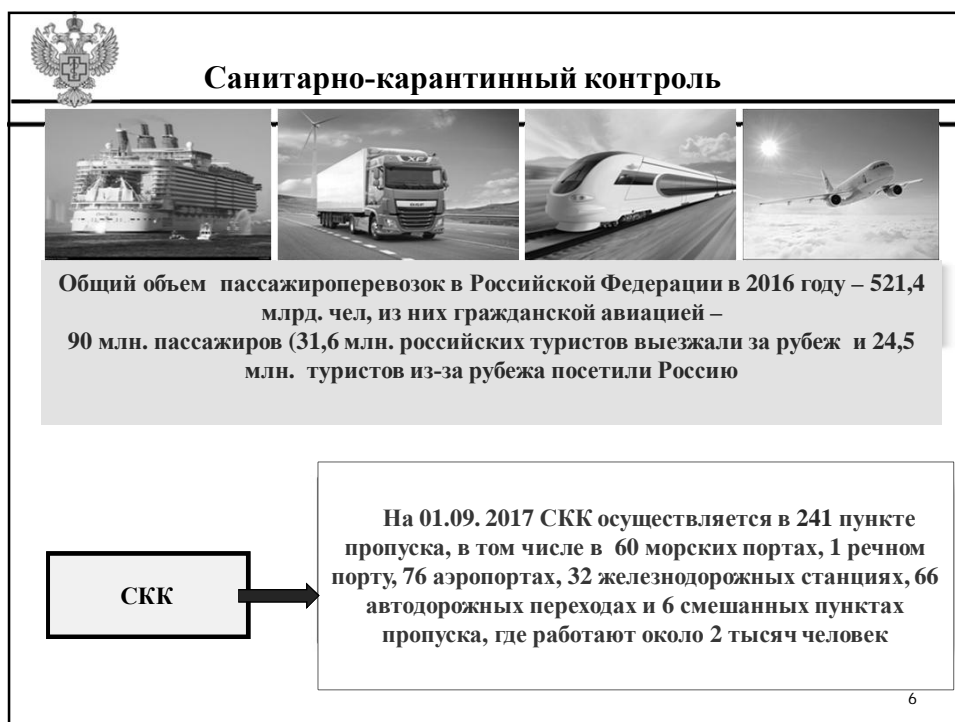 Санитарно-карантинный контроль
Общий объем пассажироперевозок в Российской Федерации в 2016 году – 521,4
млрд. чел, из них гражданской авиацией –
90 млн. пассажиров (31,6 млн. российских туристов выезжали за рубеж и 24,5
млн. туристов из-за рубежа посетили Россию
СКК
На 01.09. 2017 СКК осуществляется в 241 пункте
пропуска, в том числе в 60 морских портах, 1 речном
порту, 76 аэропортах, 32 железнодорожных станциях, 66
автодорожных переходах и 6 смешанных пунктах
пропуска, где работают около 2 тысяч человек
6